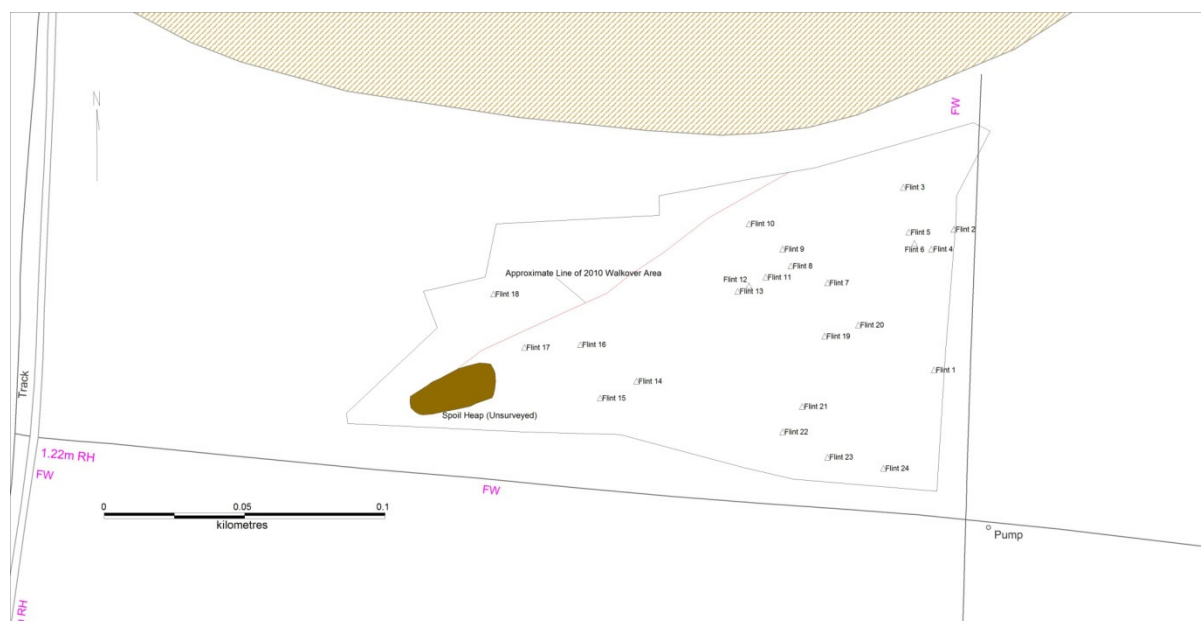 FW
N
Flint 3
Flint 10
Flint 5
Flint 2
Flint 9
Flint 6
Flint 4
Flint 8
Approximate Line of 2010 Walkover Area
Flint 12
Flint 11
Flint 7
Flint 18
Flint 13
Flint 20
Flint 19
Flint 17
Flint 16
Flint 1
Track
Flint 14
Flint 15
Spoil Heap (Unsurveyed)
Flint 21
Flint 22
1.22m RH
Flint 23
FW
Flint 24
FW
0
0.05
0.1
kilometres
Pump
RH